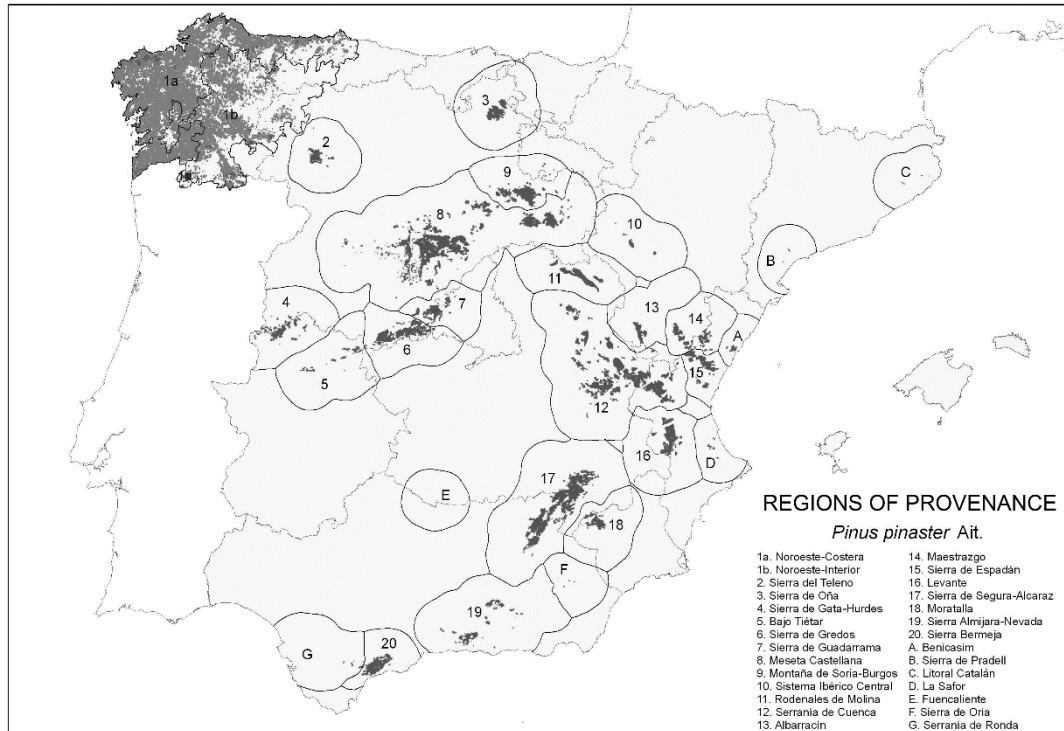 1a
1b
2
3
9
8
C
10
B
11
4
7
13
14
A
6
5
15
12
16
D
17
E
18
F
19
20
G
REGIONS OF PROVENANCE
Pinus pinaster Ait.
1a. Noroeste-Costera
1b. Noroeste-Interior
2. Sierra del Teleno
3. Sierra de Oña
4. Sierra de Gata-Hurdes
5. Bajo Tiétar
6. Sierra de Gredos
7. Sierra de Guadarrama
8. Meseta Castellana
9. Montaña de Soria-Burgos
10. Sistema Ibérico Central
11. Rodenales de Molina
12. Serranía de Cuenca
13. Albarracín
14. Maestrazgo
15. Sierra de Espadán
16. Levante
17. Sierra de Segura-Alcaraz
18. Moratalla
19. Sierra Almijara-Nevada
20. Sierra Bermeja
A. Benicasim
B. Sierra de Pradell
C. Litoral Catalán
D. La Safor
E. Fuencaliente
F. Sierra de Oria
G. Serranía de Ronda